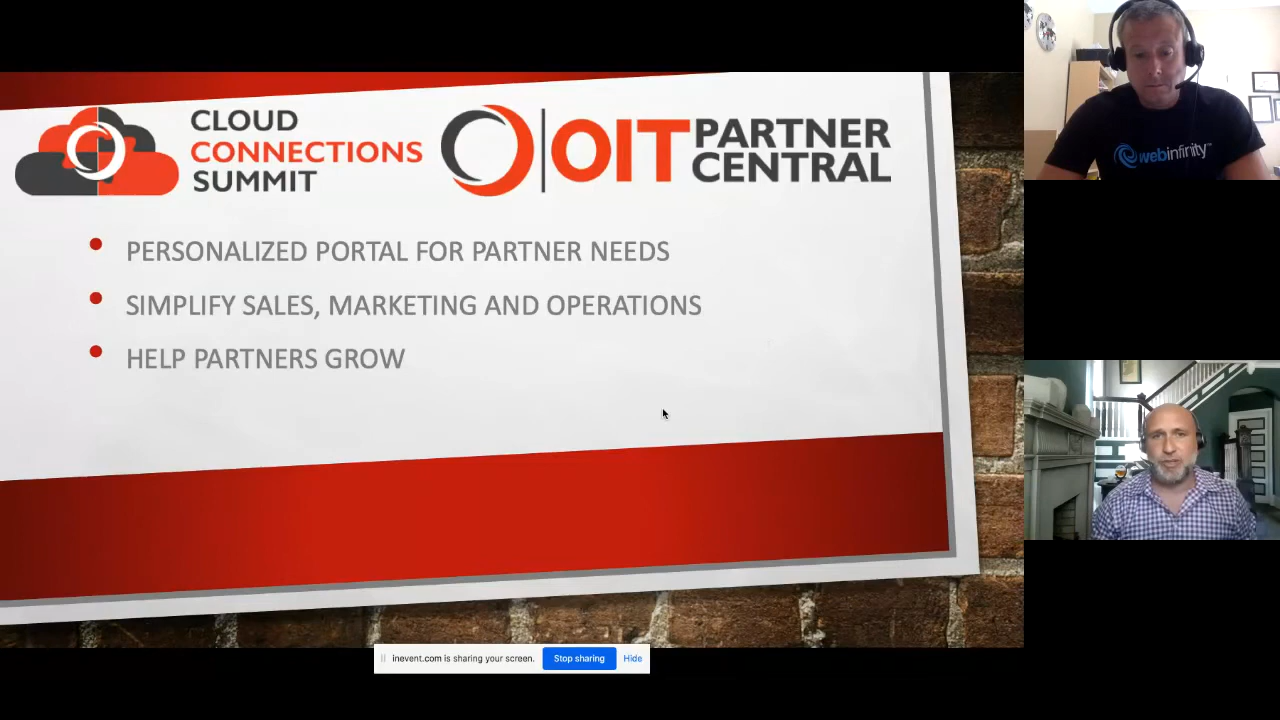 CLOUD
CONNECTIONS
SUMMIT
OIT PARTNER
CENTRAL
• PERSONALIZED PORTAL FOR PARTNER NEEDS
• SIMPLIFY SALES, MARKETING AND OPERATIONS
• HELP PARTNERS GROW
webinfinity™
inevent.com is sharing your screen. Stop sharing Hide